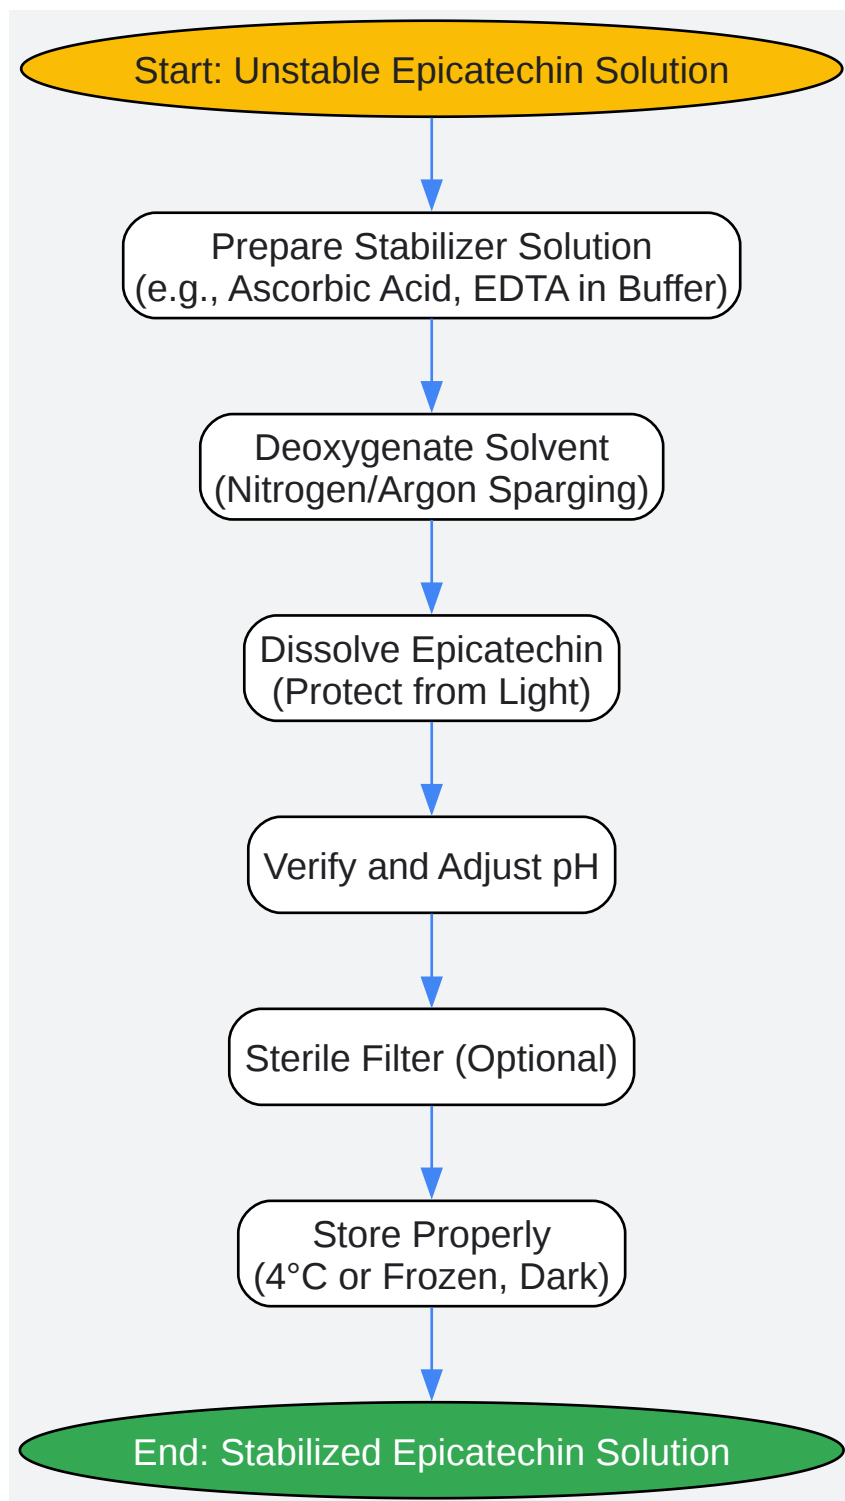 Start: Unstable Epicatechin Solution
Prepare Stabilizer Solution
(e.g., Ascorbic Acid, EDTA in Buffer)
Deoxygenate Solvent
(Nitrogen/Argon Sparging)
Dissolve Epicatechin
(Protect from Light)
Verify and Adjust pH
Sterile Filter (Optional)
Store Properly
(4°C or Frozen, Dark)
End: Stabilized Epicatechin Solution